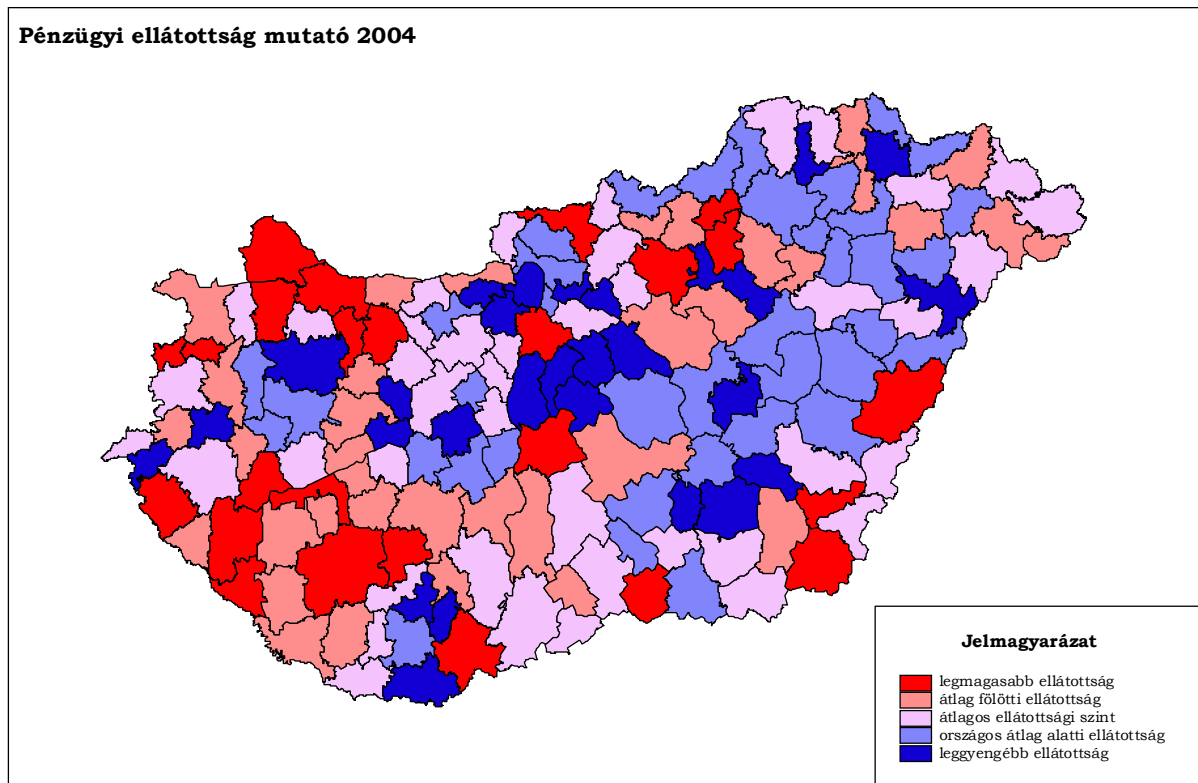 Pénzügyi ellátottság mutató 2004
Jelmagyarázat
legmagasabb ellátottság
átlag fölötti ellátottság
átlagos ellátottsági szint
országos átlag alatti ellátottság
leggyengébb ellátottság